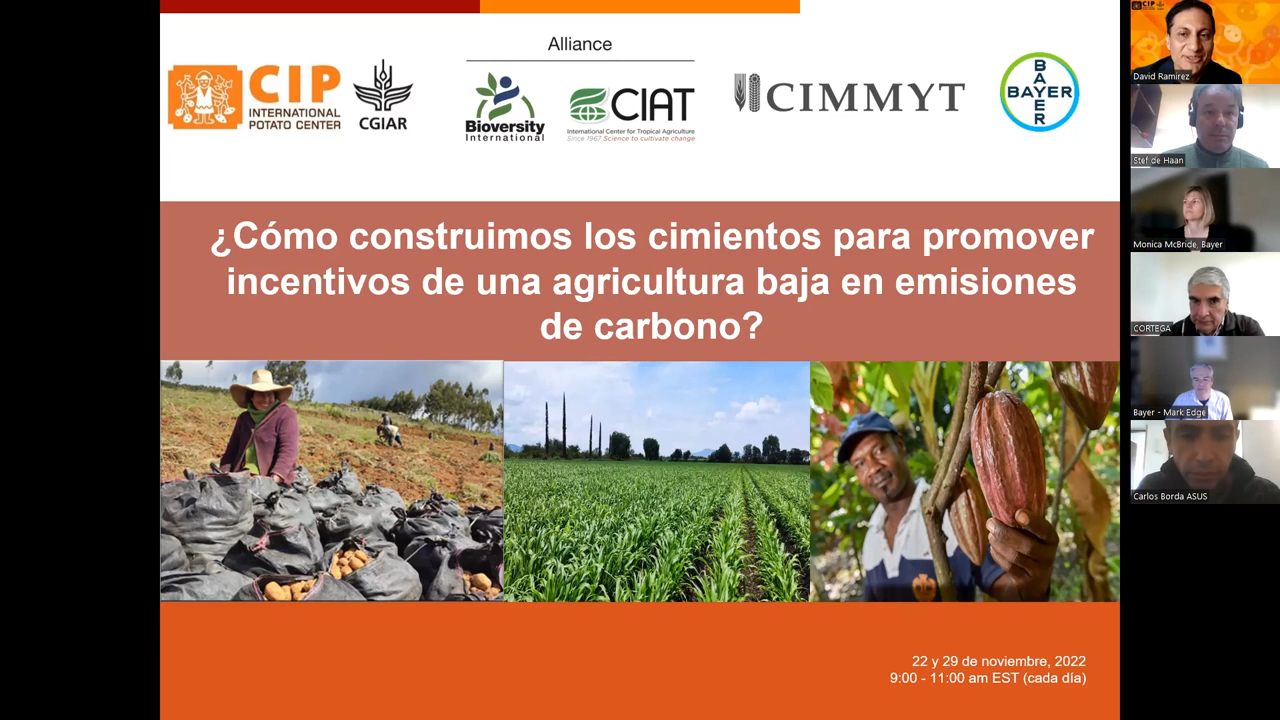 Alliance
CIP
INTERNATIONAL
POTATO CENTER
CGIAR
Bioversity
International
CIAT
International Center for Tropical Agriculture
Since 1967 Science to cultivate change
CIMMYT
BAYER
BAYER
¿Cómo construimos los cimientos para promover
incentivos de una agricultura baja en emisiones
de carbono?
22 y 29 de noviembre, 2022
9:00 - 11:00 am EST (cada día)
CIP
David Ramirez
Stef de Haan
Monica McBride, Bayer
CORTEGA
Bayer - Mark Edge
Carlos Borda ASUS